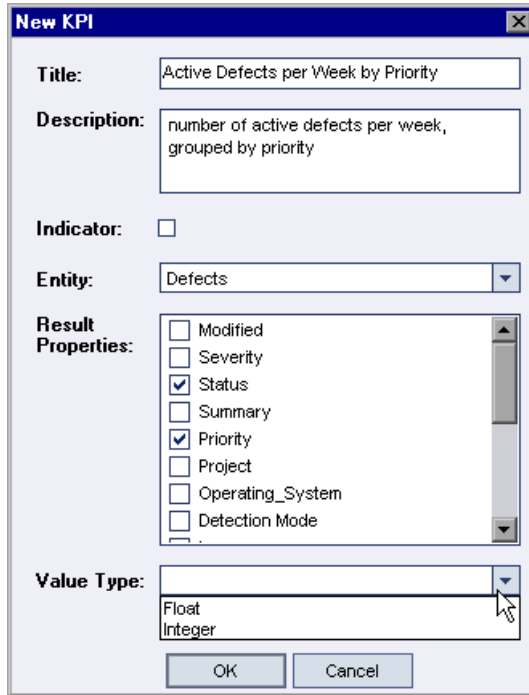 New KPI
Title:
Active Defects per Week by Priority
Description:
number of active defects per week,
grouped by priority
Indicator:
Entity:
Defects
Result
Properties:
Modified
Severity
Status
Summary
Priority
Project
Operating_System
Detection Mode
Value Type:
Float
Integer
OK
Cancel